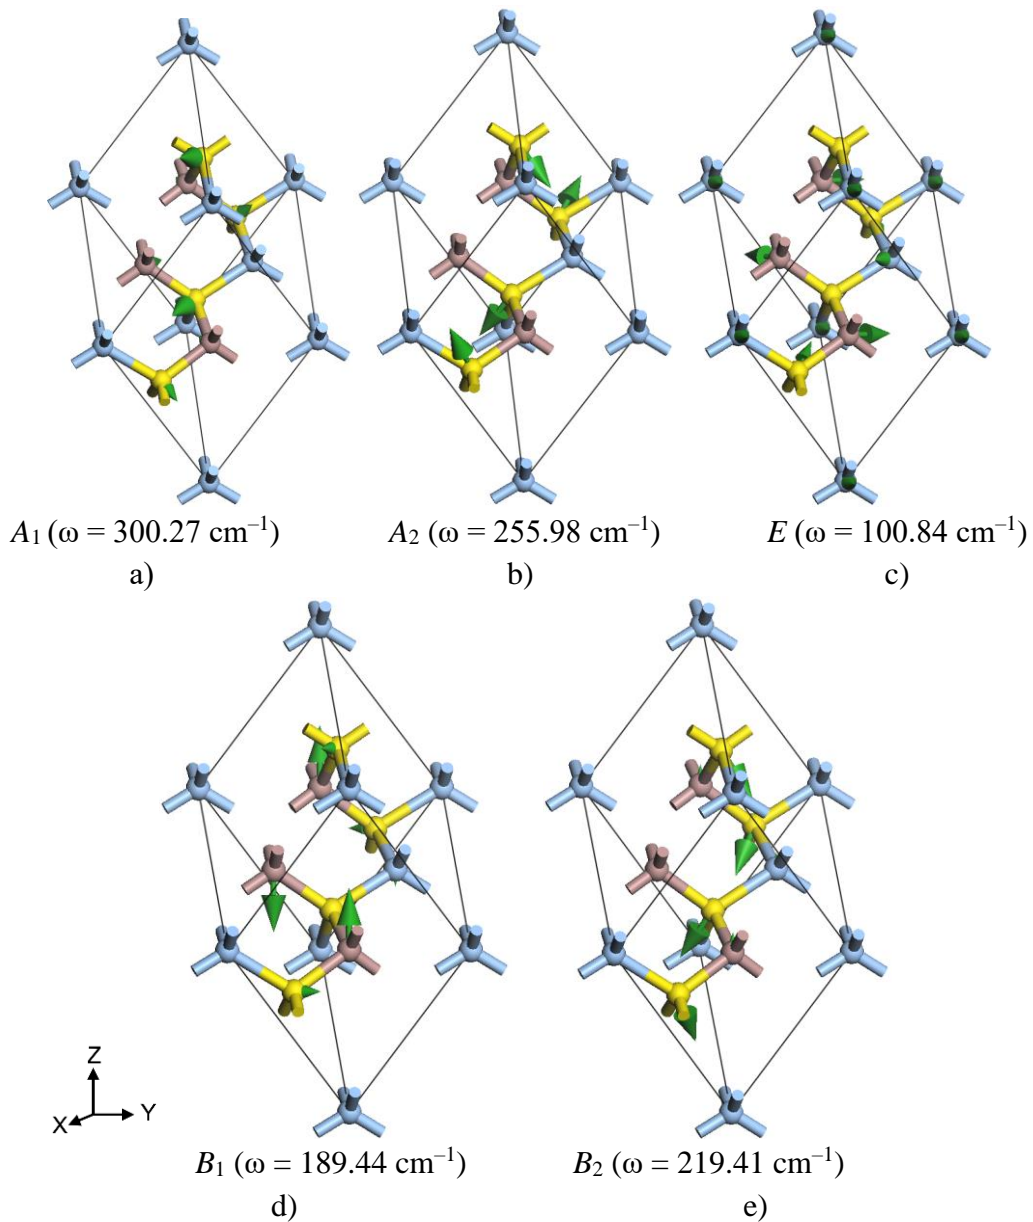 A₁ (ω = 300.27 cm⁻¹) A₂ (ω = 255.98 cm⁻¹) E (ω = 100.84 cm⁻¹)
a) b) c)
Z
X Y
B₁ (ω = 189.44 cm⁻¹) B₂ (ω = 219.41 cm⁻¹)
d) e)